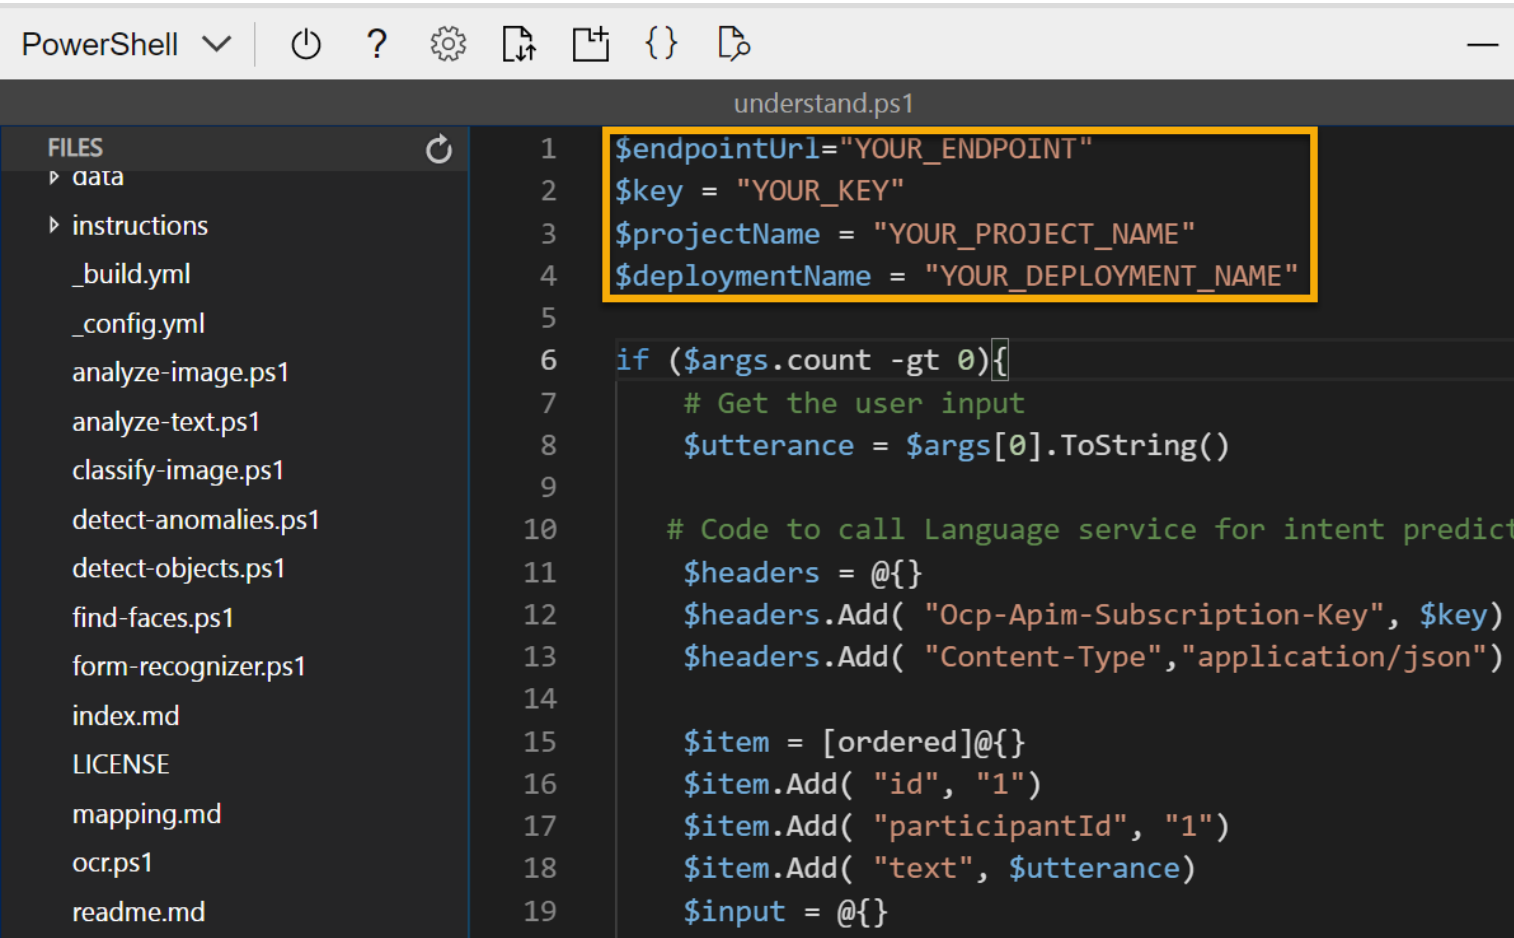 PowerShell
?
{}
understand.ps1
FILES
data
instructions
_build.yml
_config.yml
analyze-image.ps1
analyze-text.ps1
classify-image.ps1
detect-anomalies.ps1
detect-objects.ps1
find-faces.ps1
form-recognizer.ps1
index.md
LICENSE
mapping.md
ocr.ps1
readme.md
1 $endpointUrl="YOUR_ENDPOINT"
2 $key = "YOUR_KEY"
3 $projectName = "YOUR_PROJECT_NAME"
4 $deploymentName = "YOUR_DEPLOYMENT_NAME"
5
6 if ($args.count -gt 0){
7 # Get the user input
8 $utterance = $args[0].ToString()
9
10 # Code to call Language service for intent predict
11 $headers = @{}
12 $headers.Add( "Ocp-Apim-Subscription-Key", $key)
13 $headers.Add( "Content-Type","application/json")
14
15 $item = [ordered]@{}
16 $item.Add( "id", "1")
17 $item.Add( "participantId", "1")
18 $item.Add( "text", $utterance)
19 $input = @{}